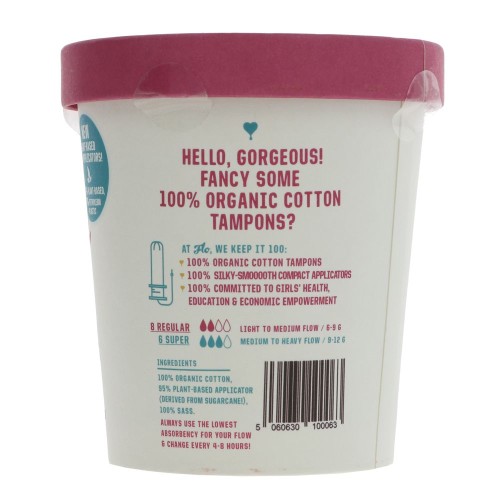 NEW
PLANT-BASED
APPLICATORS!
HELLO, GORGEOUS!
FANCY SOME
100% ORGANIC COTTON
TAMPONS?
AT Flo, WE KEEP IT 100:
100% ORGANIC COTTON TAMPONS
100% SILKY-SMOOOOTH COMPACT APPLICATORS
100% COMMITTED TO GIRLS' HEALTH,
EDUCATION & ECONOMIC EMPOWERMENT
8 REGULAR LIGHT TO MEDIUM FLOW / 6-9 G
6 SUPER MEDIUM TO HEAVY FLOW / 9-12 G
INGREDIENTS
100% ORGANIC COTTON,
95% PLANT-BASED APPLICATOR
(DERIVED FROM SUGARCANE!),
100% SASS.
ALWAYS USE THE LOWEST
ABSORBENCY FOR YOUR FLOW
& CHANGE EVERY 4-8 HOURS!
5 060630 100063